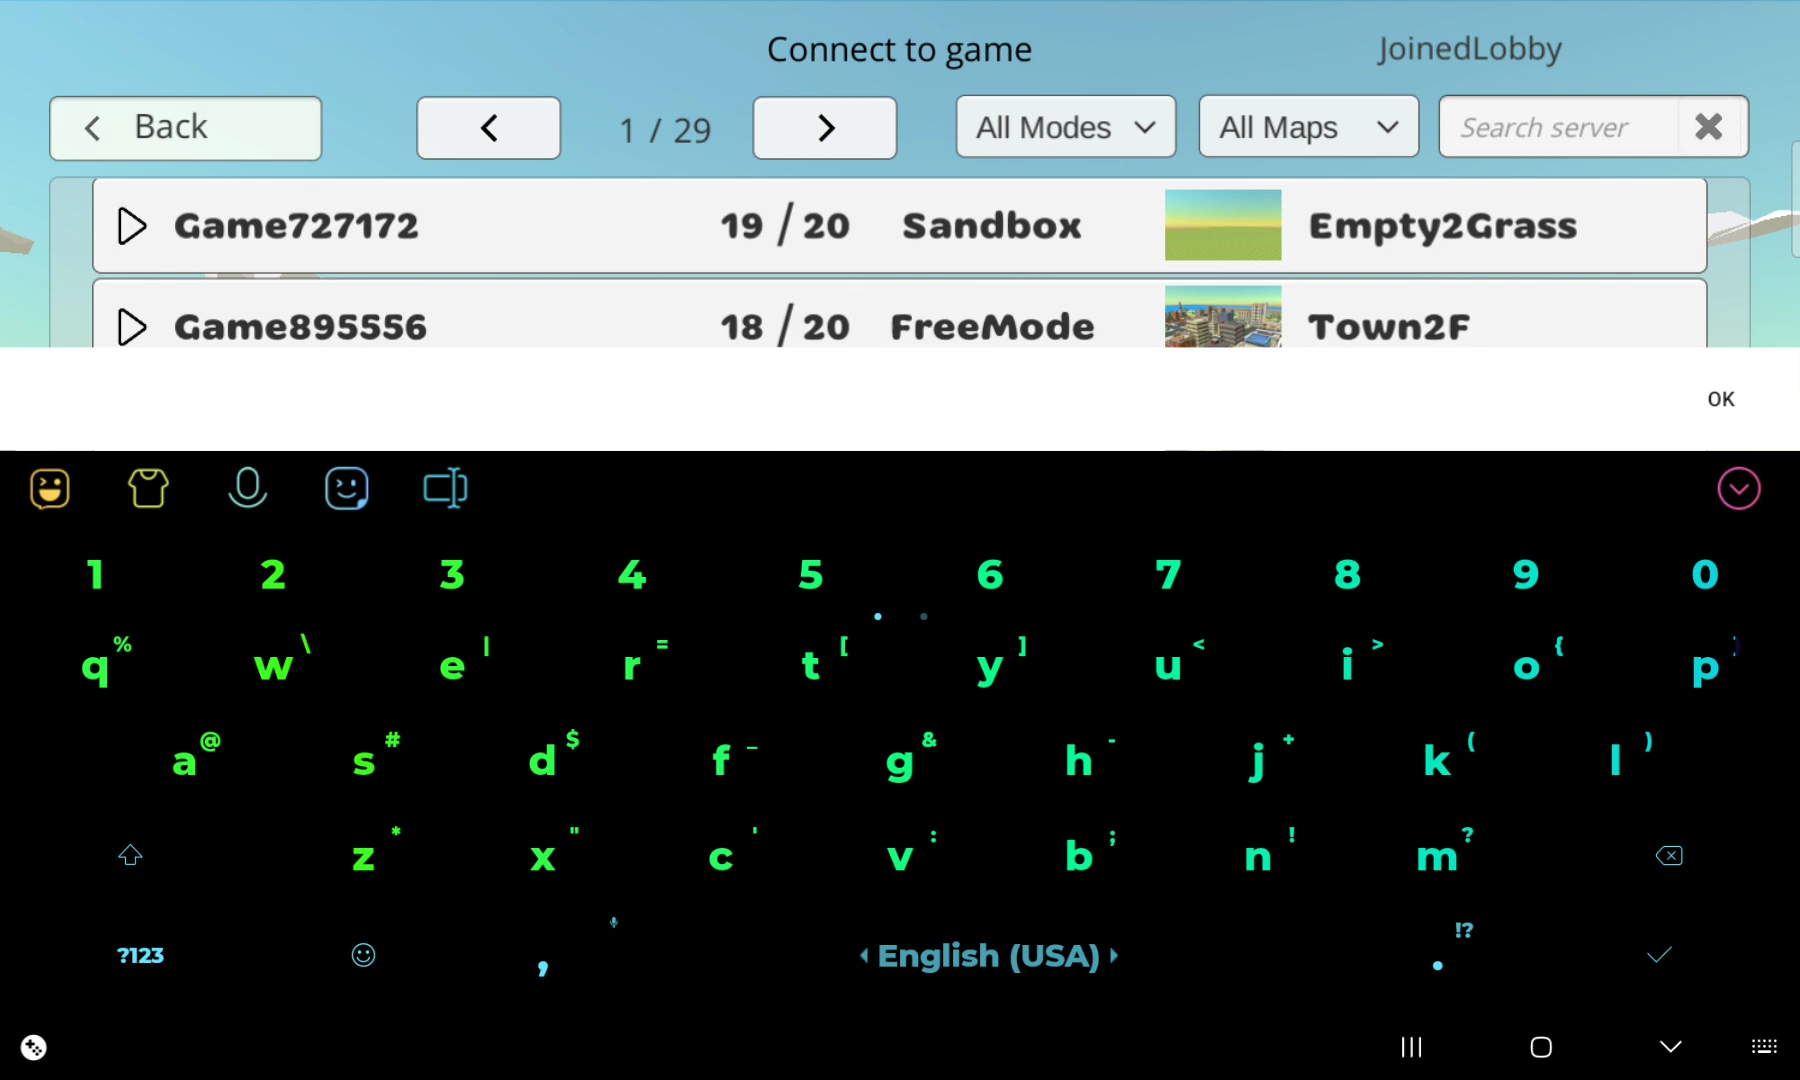 Connect to game JoinedLobby
Back 1 / 29 All Modes All Maps Search server
Game727172 19 / 20 Sandbox Empty2Grass
Game895556 18 / 20 FreeMode Town2F
OK
1 2 3 4 5 6 7 8 9 0
q % w \ e | r = t [ y ] u < i > o { p }
a @ s # d $ f _ g & h - j + k ( l )
z * x " c ' v : b ; n ! m ?
?123 , English (USA) . !?